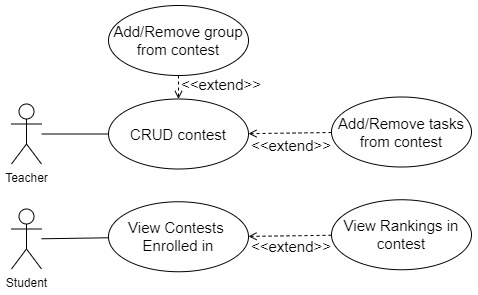 Add/Remove group
from contest
<<extend>>
CRUD contest
<<extend>>
Add/Remove tasks
from contest
Teacher
View Contests
Enrolled in
<<extend>>
View Rankings in
contest
Student